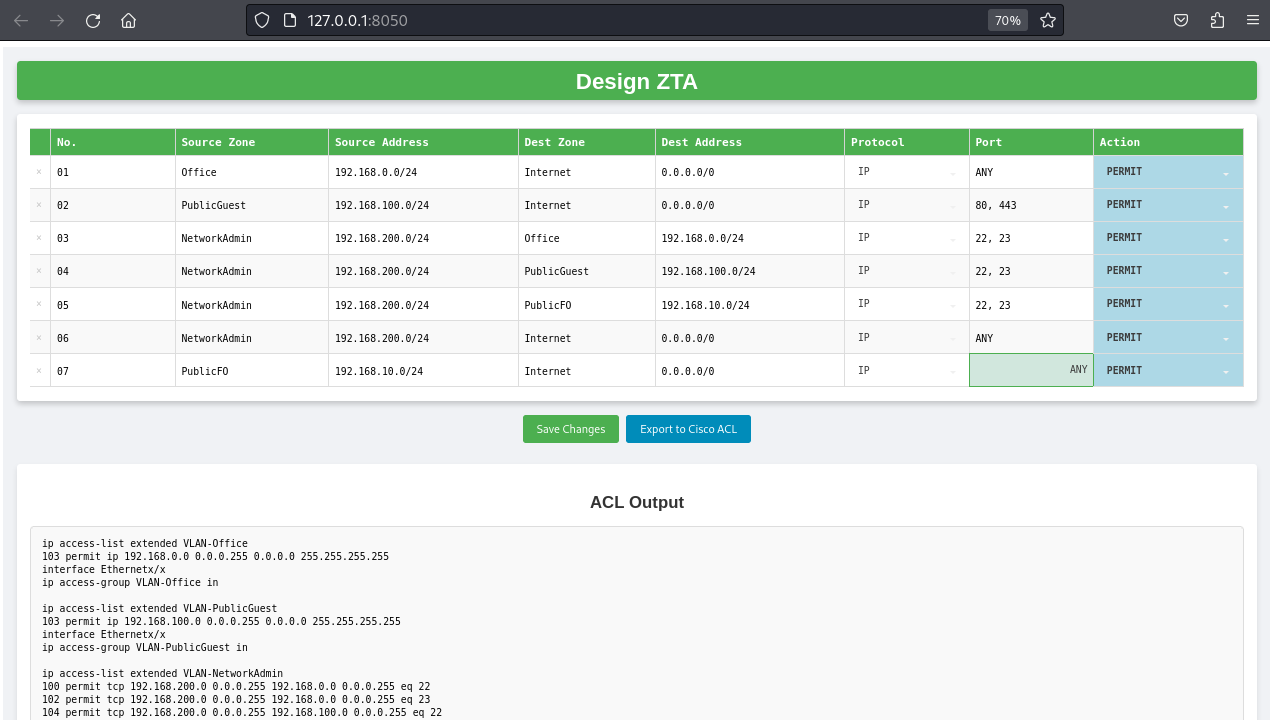 127.0.0.1:8050 70%
Design ZTA
No. Source Zone Source Address Dest Zone Dest Address Protocol Port Action
× 01 Office 192.168.0.0/24 Internet 0.0.0.0/0 IP ANY PERMIT
× 02 PublicGuest 192.168.100.0/24 Internet 0.0.0.0/0 IP 80, 443 PERMIT
× 03 NetworkAdmin 192.168.200.0/24 Office 192.168.0.0/24 IP 22, 23 PERMIT
× 04 NetworkAdmin 192.168.200.0/24 PublicGuest 192.168.100.0/24 IP 22, 23 PERMIT
× 05 NetworkAdmin 192.168.200.0/24 PublicFO 192.168.10.0/24 IP 22, 23 PERMIT
× 06 NetworkAdmin 192.168.200.0/24 Internet 0.0.0.0/0 IP ANY PERMIT
× 07 PublicFO 192.168.10.0/24 Internet 0.0.0.0/0 IP ANY PERMIT
Save Changes Export to Cisco ACL
ACL Output
ip access-list extended VLAN-Office
103 permit ip 192.168.0.0 0.0.0.255 0.0.0.0 255.255.255.255
interface Ethernetx/x
ip access-group VLAN-Office in
ip access-list extended VLAN-PublicGuest
103 permit ip 192.168.100.0 0.0.0.255 0.0.0.0 255.255.255.255
interface Ethernetx/x
ip access-group VLAN-PublicGuest in
ip access-list extended VLAN-NetworkAdmin
100 permit tcp 192.168.200.0 0.0.0.255 192.168.0.0 0.0.0.255 eq 22
102 permit tcp 192.168.200.0 0.0.0.255 192.168.0.0 0.0.0.255 eq 23
104 permit tcp 192.168.200.0 0.0.0.255 192.168.100.0 0.0.0.255 eq 22